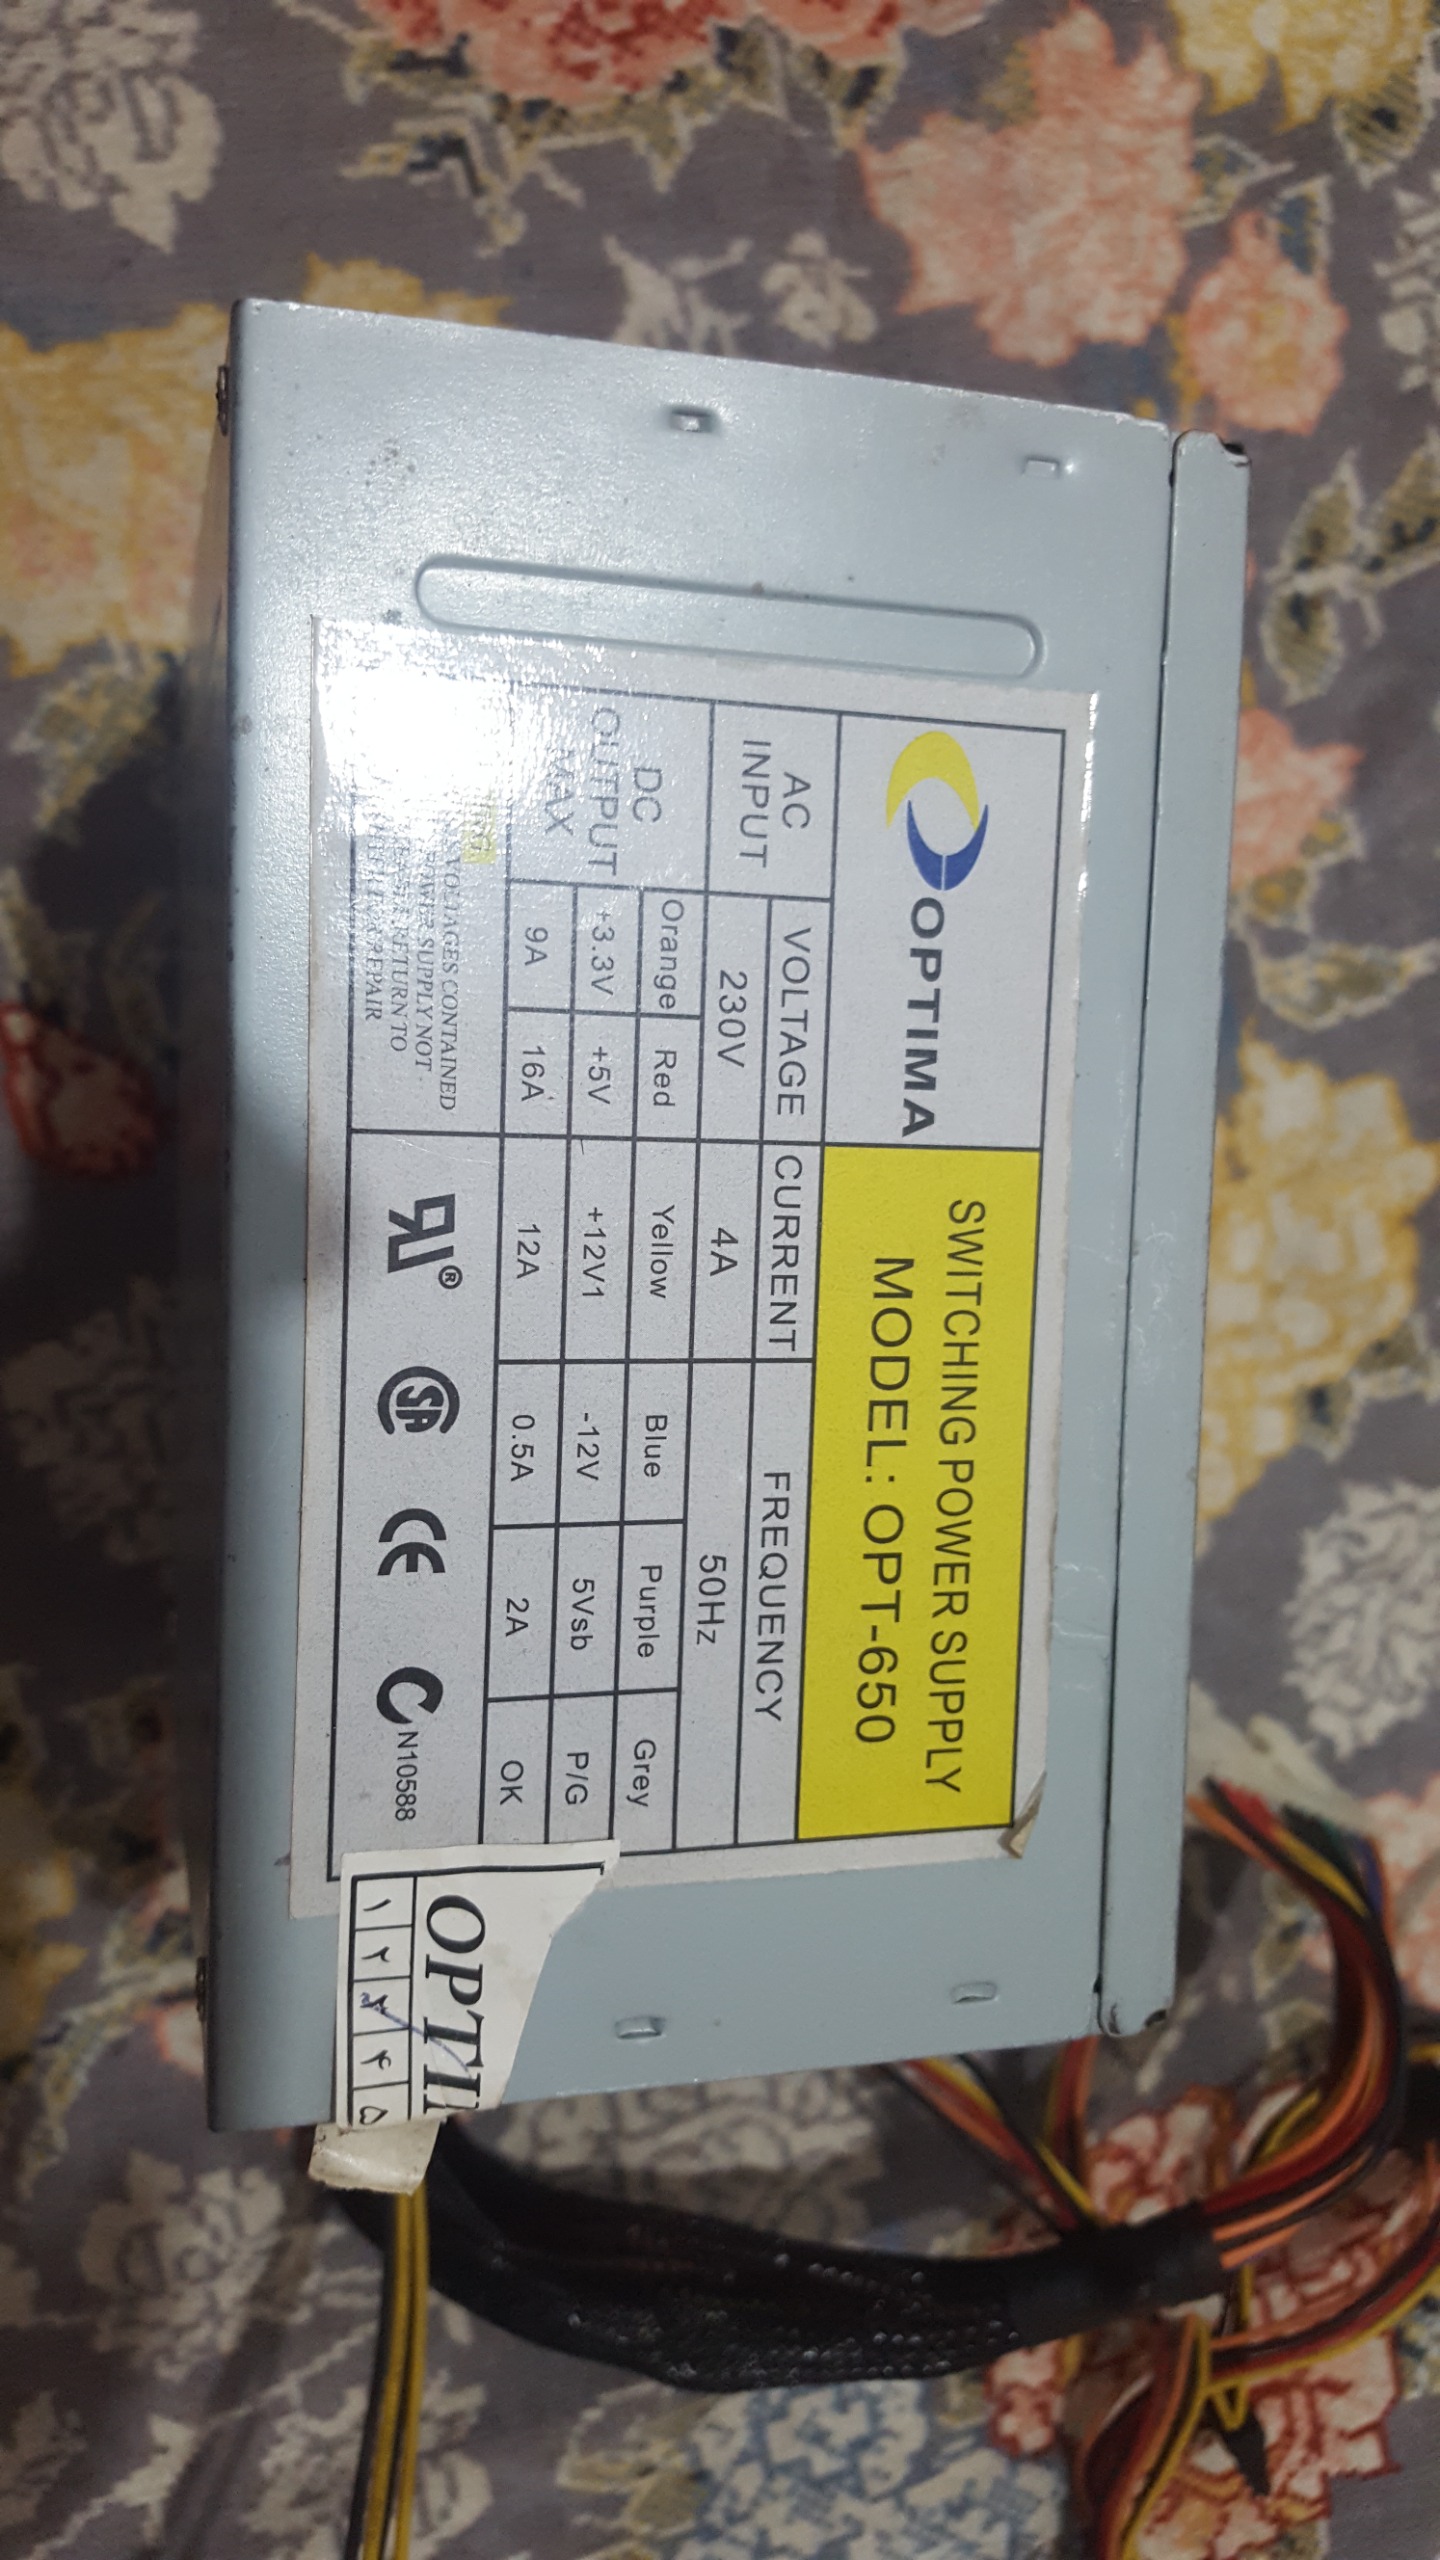 OPTIMA
SWITCHING POWER SUPPLY
MODEL: OPT-650
AC INPUT VOLTAGE CURRENT FREQUENCY
230V 4A 50Hz
DC OUTPUT MAX Orange Red Yellow Blue Purple Grey
+3.3V +5V +12V1 -12V 5Vsb P/G
9A 16A 12A 0.5A 2A OK
VOLTAGES CONTAINED
POWER SUPPLY NOT
RETURN TO
REPAIR
® CE N10588
OPTI
۱ ۲ ۳ ۴ ۵